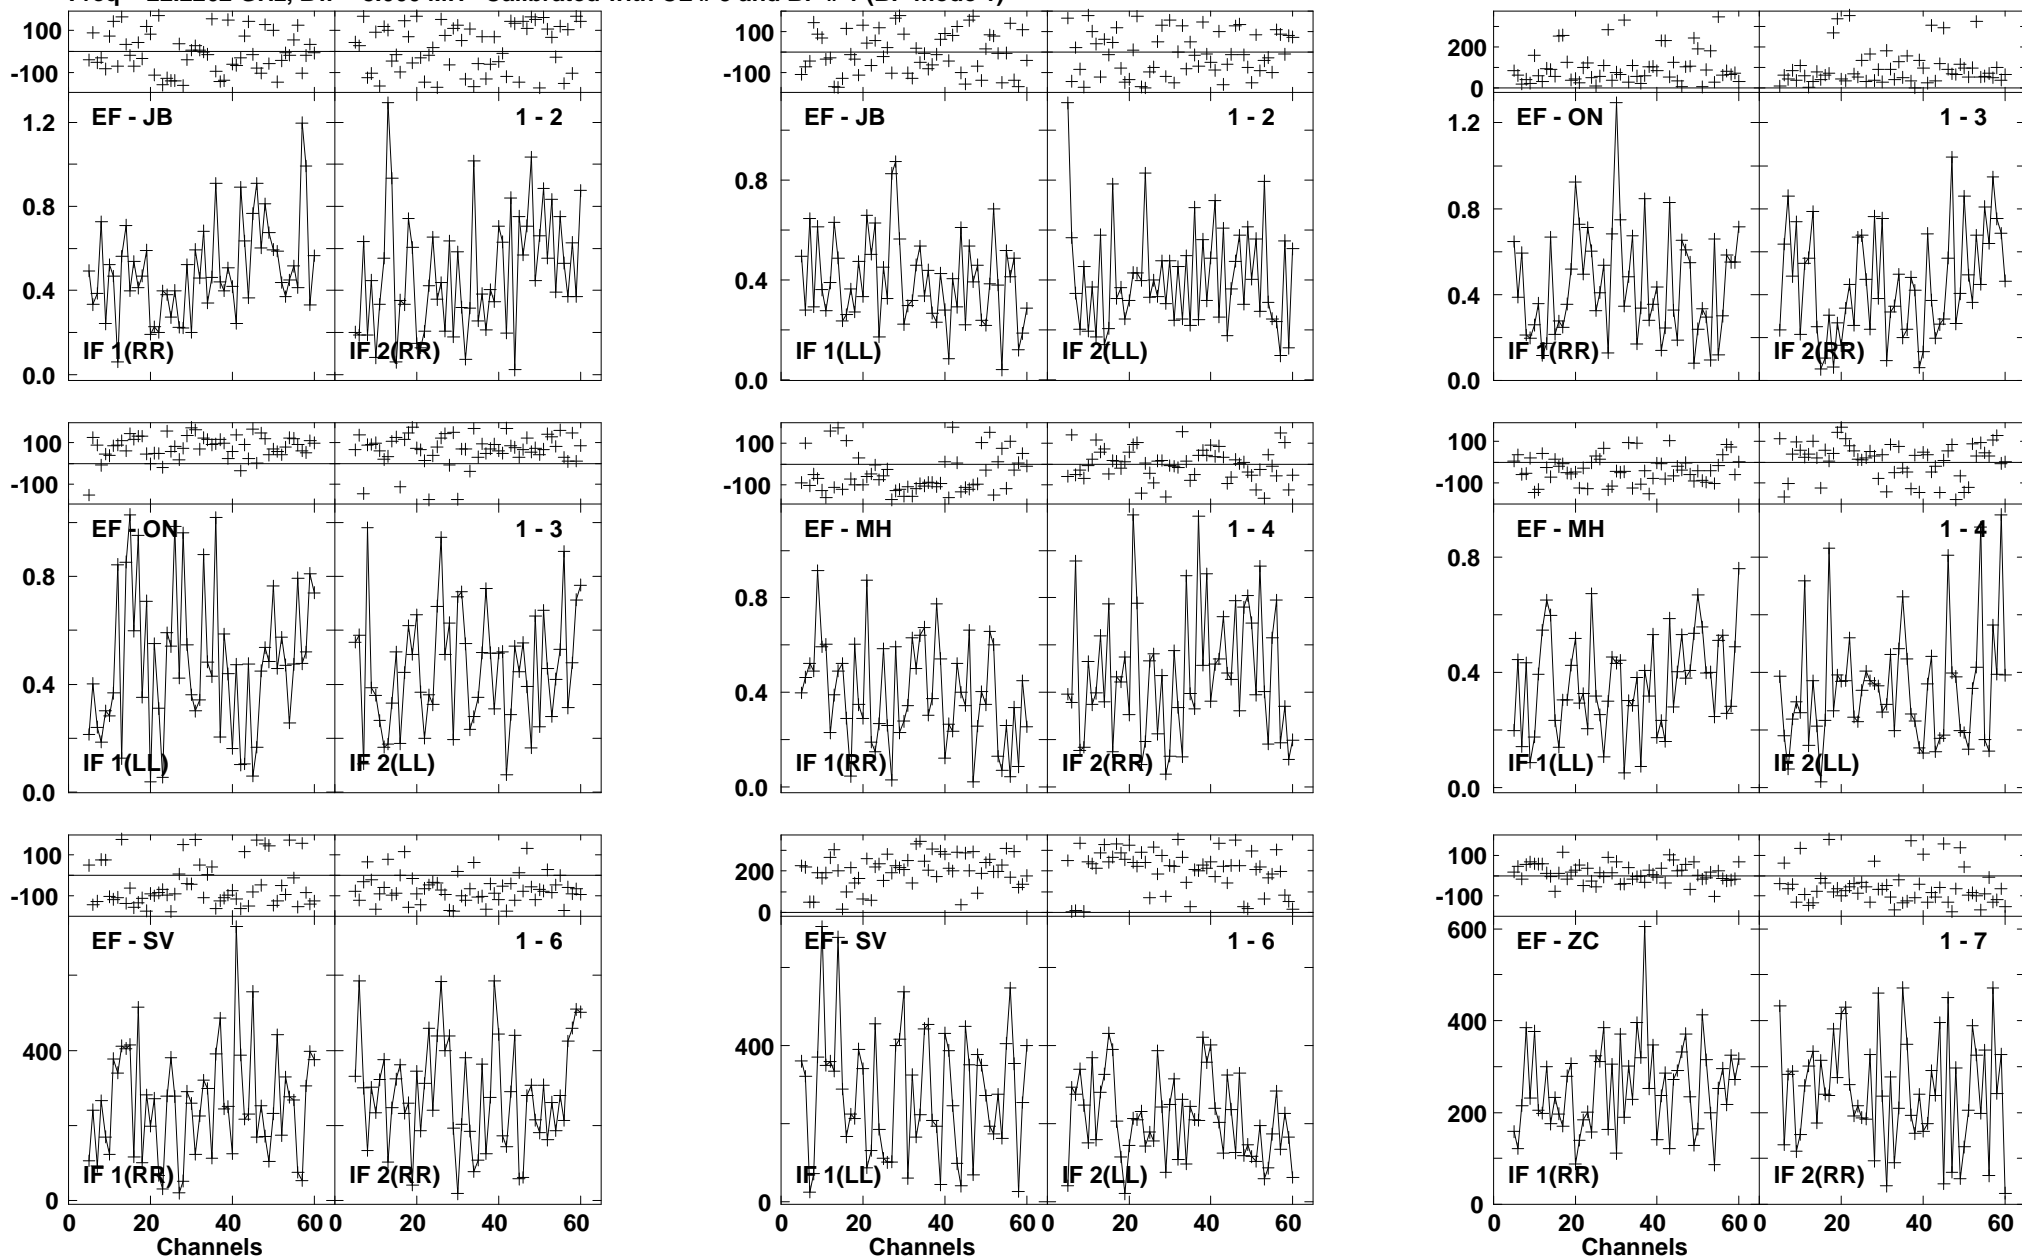 100
-100
EF - JB
1 - 2
1.2
0.8
0.4
0.0
IF 1(RR)
IF 2(RR)
100
-100
EF - JB
1 - 2
0.8
0.4
0.0
IF 1(LL)
IF 2(LL)
200
0
EF - ON
1 - 3
1.2
0.8
0.4
0.0
IF 1(RR)
IF 2(RR)
100
-100
EF - ON
1 - 3
0.8
0.4
0.0
IF 1(LL)
IF 2(LL)
100
-100
EF - MH
1 - 4
0.8
0.4
0.0
IF 1(RR)
IF 2(RR)
100
-100
EF - MH
1 - 4
0.8
0.4
0.0
IF 1(LL)
IF 2(LL)
100
-100
EF - SV
1 - 6
400
0
IF 1(RR)
IF 2(RR)
0 20 40 60 0 20 40 60
Channels
200
0
EF - SV
1 - 6
400
0
IF 1(LL)
IF 2(LL)
0 20 40 60 0 20 40 60
Channels
100
-100
EF - ZC
1 - 7
600
400
200
0
IF 1(RR)
IF 2(RR)
0 20 40 60 0 20 40 60
Channels